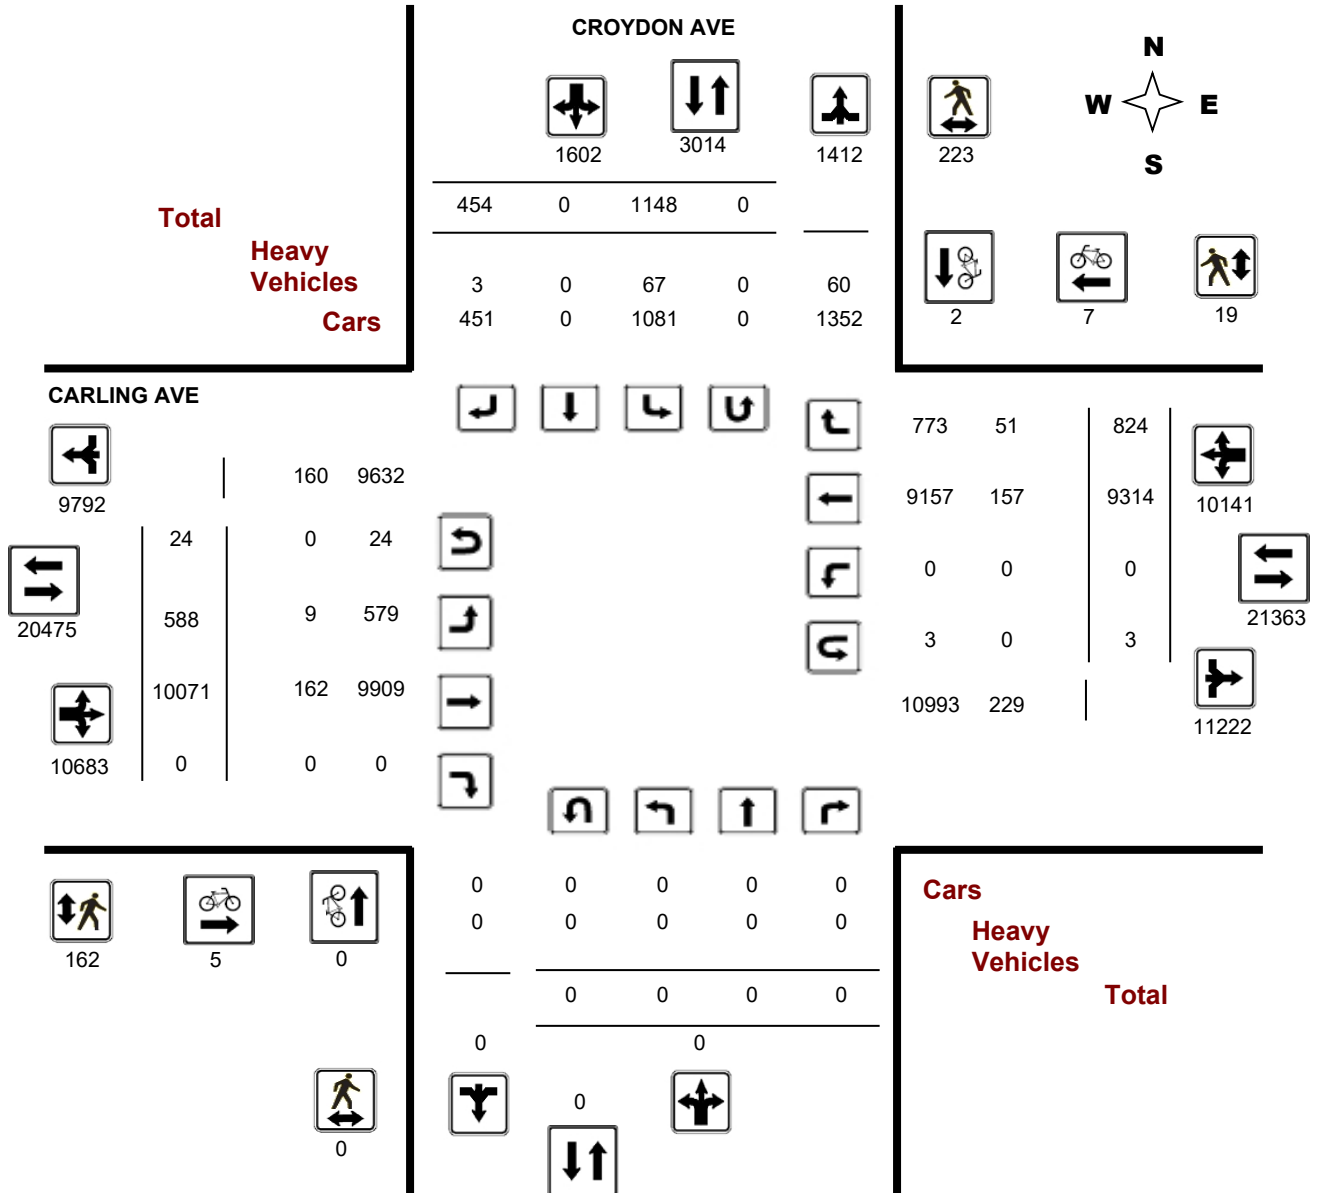 CROYDON AVE
N
W E
S
1602 3014 1412 223
454 0 1148 0
Total
Heavy
Vehicles
3 0 67 0 60
Cars
451 0 1081 0 1352
2 7 19
CARLING AVE
773 51 824
160 9632
9792
9157 157 9314
10141
24 0 24
0 0 0
588 9 579
20475
21363
3 0 3
10071 162 9909
10993 229
11222
10683 0 0 0
0 0 0 0 0
Cars
0 0 0 0 0
Heavy
Vehicles
162 5 0
0 0 0 0
Total
0 0
0
0